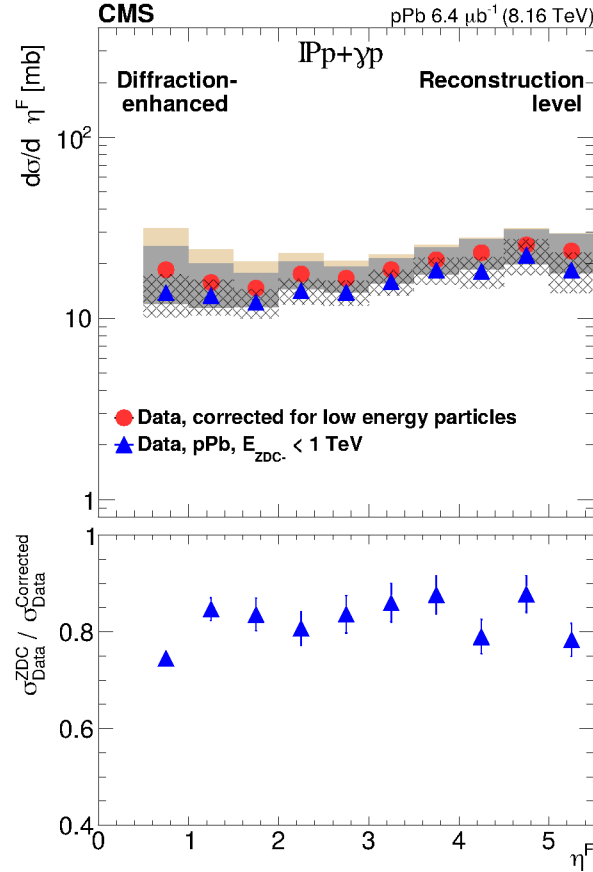 CMS pPb 6.4 μb⁻¹ (8.16 TeV)
ℙp+γp
Diffraction-enhanced
Reconstruction level
dσ/d η^F [mb]
10²
10
1
Data, corrected for low energy particles
Data, pPb, E_ZDC- < 1 TeV
σ_Data^ZDC / σ_Data^Corrected
1
0.8
0.6
0.4
0 1 2 3 4 5
η^F